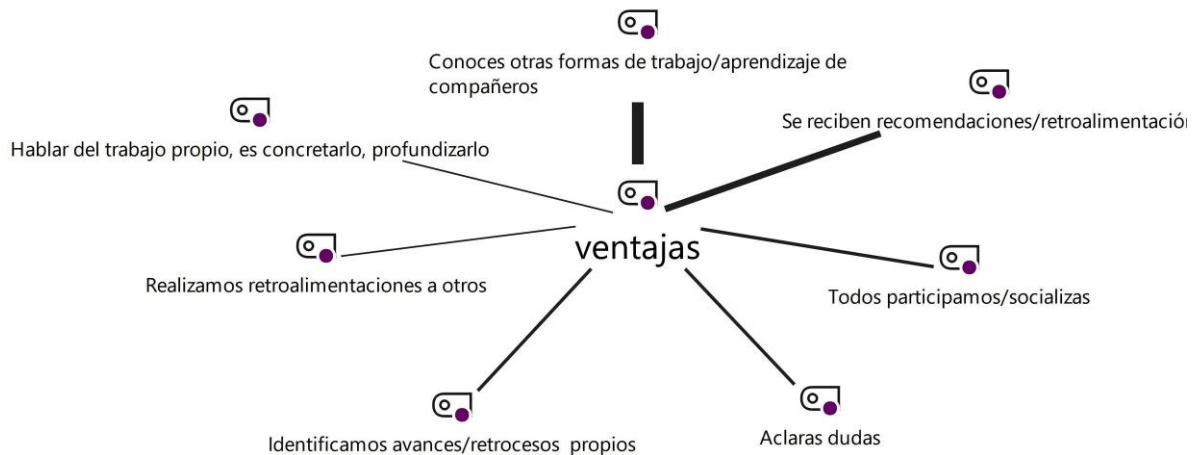 Conoces otras formas de trabajo/aprendizaje de
compañeros
Se reciben recomendaciones/retroalimentación
Hablar del trabajo propio, es concretarlo, profundizarlo
ventajas
Realizamos retroalimentaciones a otros
Todos participamos/socializas
Identificamos avances/retrocesos  propios
Aclaras dudas